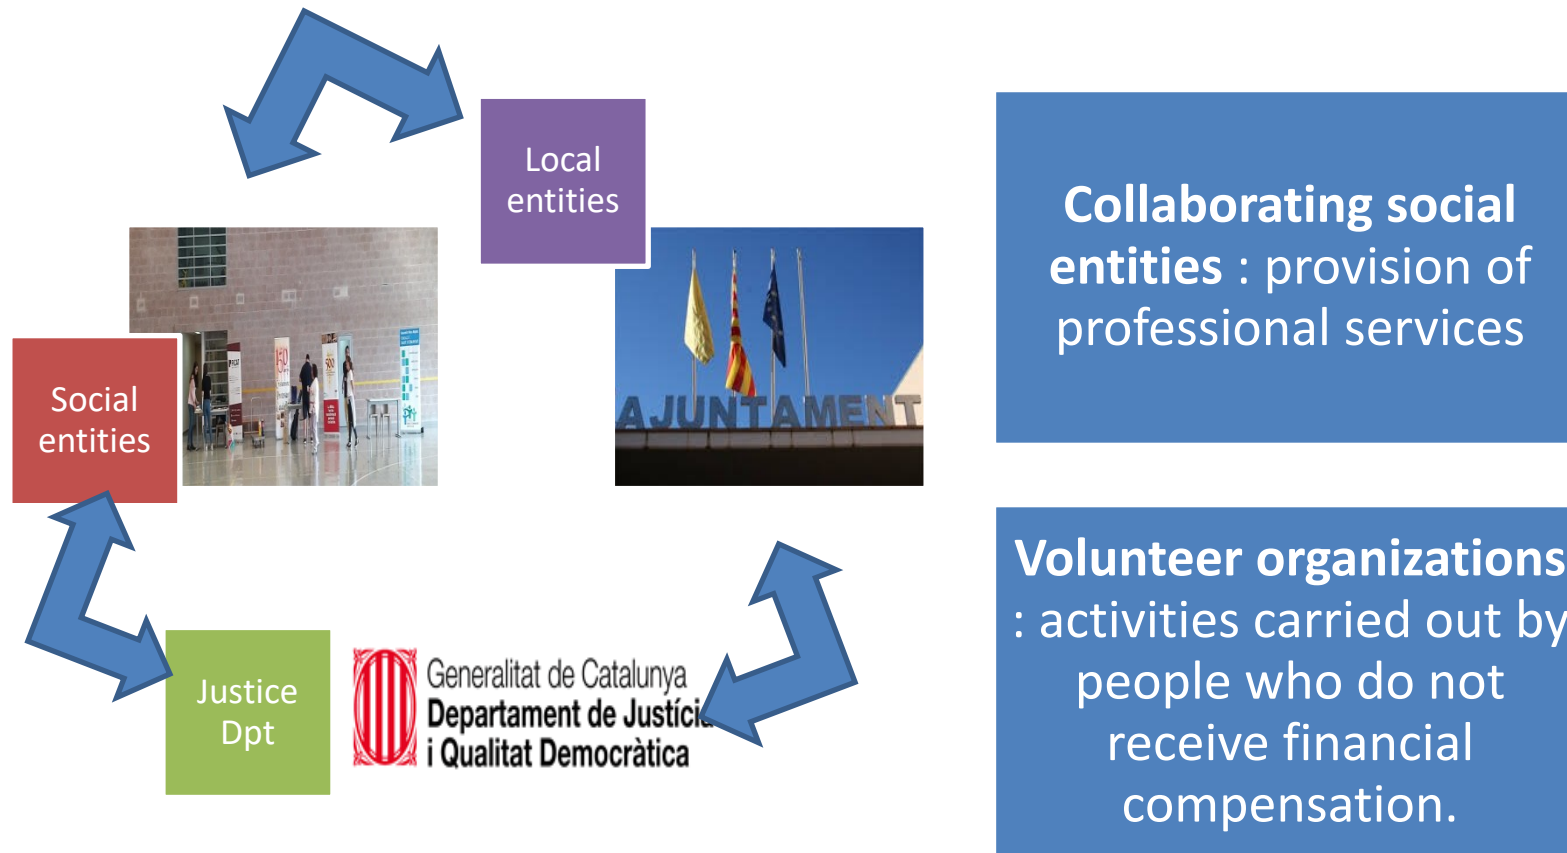 Local
entities
Social
entities
AJUNTAMENT
Justice
Dpt
Generalitat de Catalunya
Departament de Justícia
i Qualitat Democràtica
Collaborating social
entities : provision of
professional services
Volunteer organizations
: activities carried out by
people who do not
receive financial
compensation.